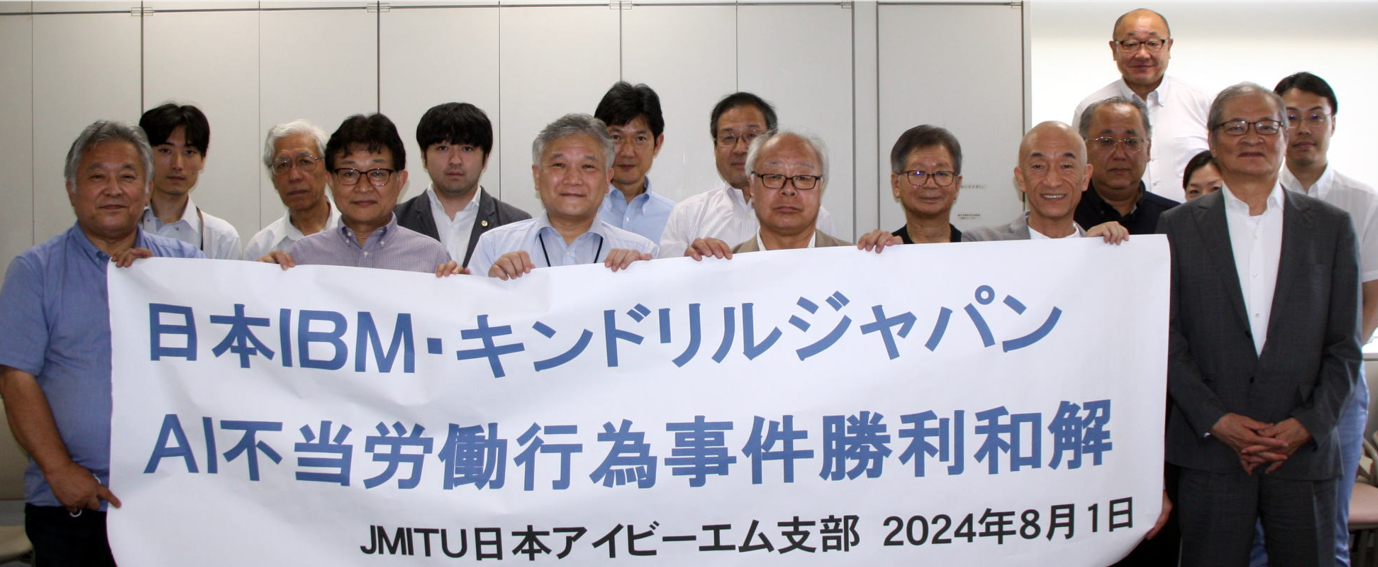 日本IBM・キンドリルジャパン
AI不当労働行為事件勝利和解
JMITU日本アイビーエム支部 2024年8月1日